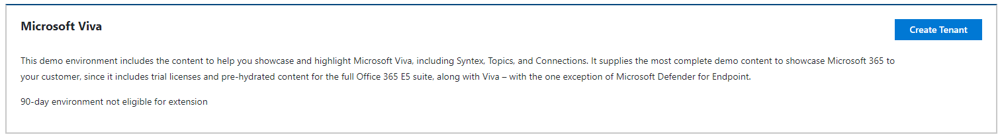 Microsoft Viva
Create Tenant
This demo environment includes the content to help you showcase and highlight Microsoft Viva, including Syntex, Topics, and Connections. It supplies the most complete demo content to showcase Microsoft 365 to
your customer, since it includes trial licenses and pre-hydrated content for the full Office 365 E5 suite, along with Viva – with the one exception of Microsoft Defender for Endpoint.
90-day environment not eligible for extension